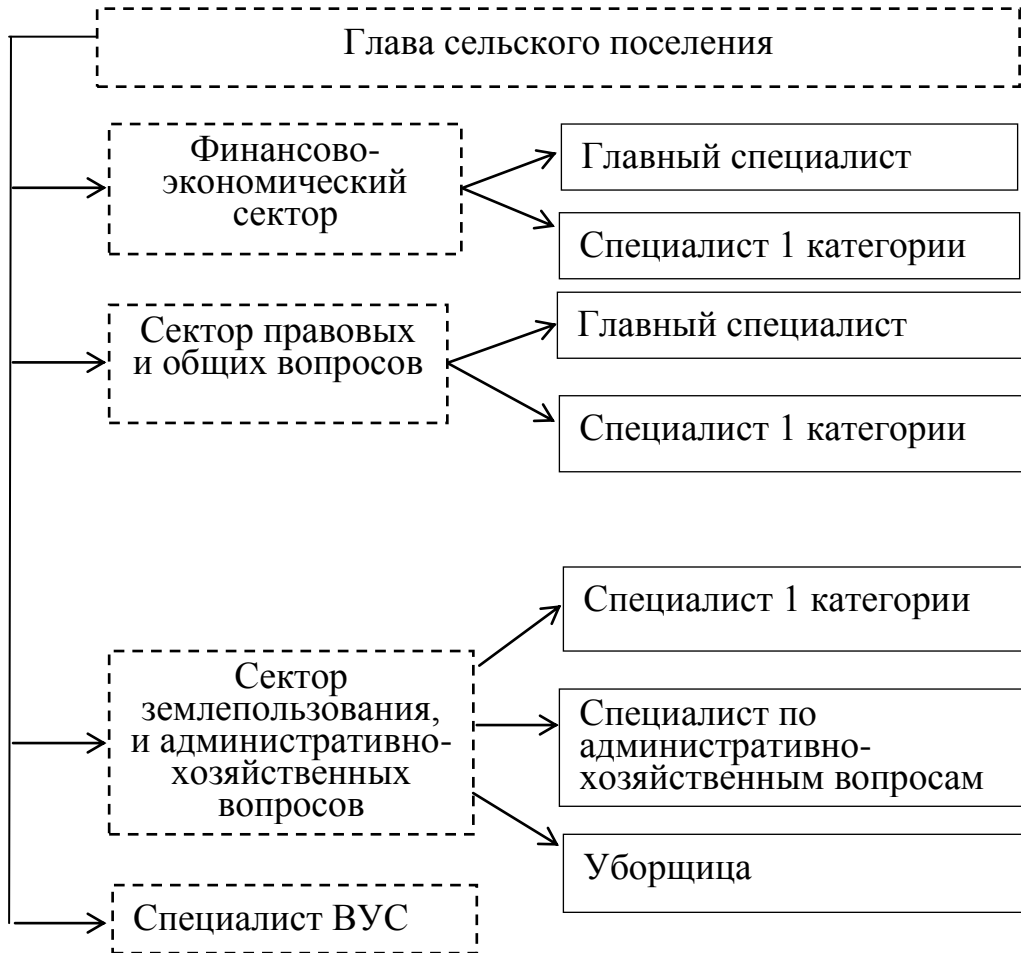 Глава сельского поселения
Финансово-
экономический
сектор
Главный специалист
Специалист 1 категории
Сектор правовых
и общих вопросов
Главный специалист
Специалист 1 категории
Сектор
землепользования,
и административно-
хозяйственных
вопросов
Специалист 1 категории
Специалист по
административно-
хозяйственным вопросам
Уборщица
Специалист ВУС